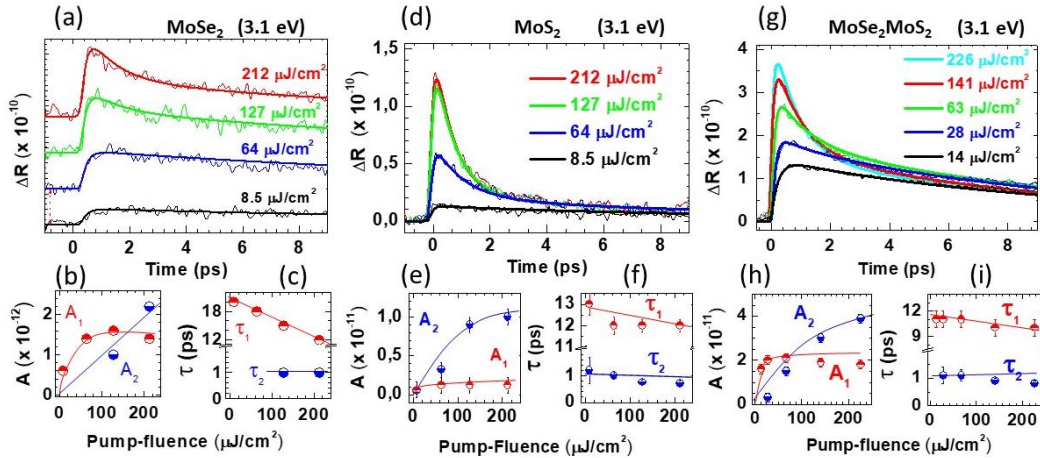 (a) MoSe₂ (3.1 eV)
212 µJ/cm²
127 µJ/cm²
64 µJ/cm²
8.5 µJ/cm²
ΔR (x 10⁻¹⁰)
0 2 4 6 8
Time (ps)
(d) MoS₂ (3.1 eV)
212 µJ/cm²
127 µJ/cm²
64 µJ/cm²
8.5 µJ/cm²
ΔR (x 10⁻¹⁰)
1,5
1,0
0,5
0,0
0 2 4 6 8
Time (ps)
(g) MoSe₂MoS₂ (3.1 eV)
226 µJ/cm²
141 µJ/cm²
63 µJ/cm²
28 µJ/cm²
14 µJ/cm²
ΔR (x 10⁻¹⁰)
4
3
2
1
0
0 2 4 6 8
Time (ps)
(b)
A (x 10⁻¹²)
2
0
A₁
A₂
0 100 200
(c)
τ (ps)
18
12
1
τ₁
τ₂
0 100 200
Pump-fluence (µJ/cm²)
(e)
A (x 10⁻¹¹)
1.0
0.5
0.0
A₂
A₁
0 100 200
(f)
τ (ps)
13
12
11
1
0
τ₁
τ₂
0 100 200
Pump-Fluence (µJ/cm²)
(h)
A (x 10⁻¹¹)
4
2
0
A₂
A₁
0 100 200
(i)
τ (ps)
12
9
1
0
τ₁
τ₂
0 100 200
Pump-fluence (µJ/cm²)